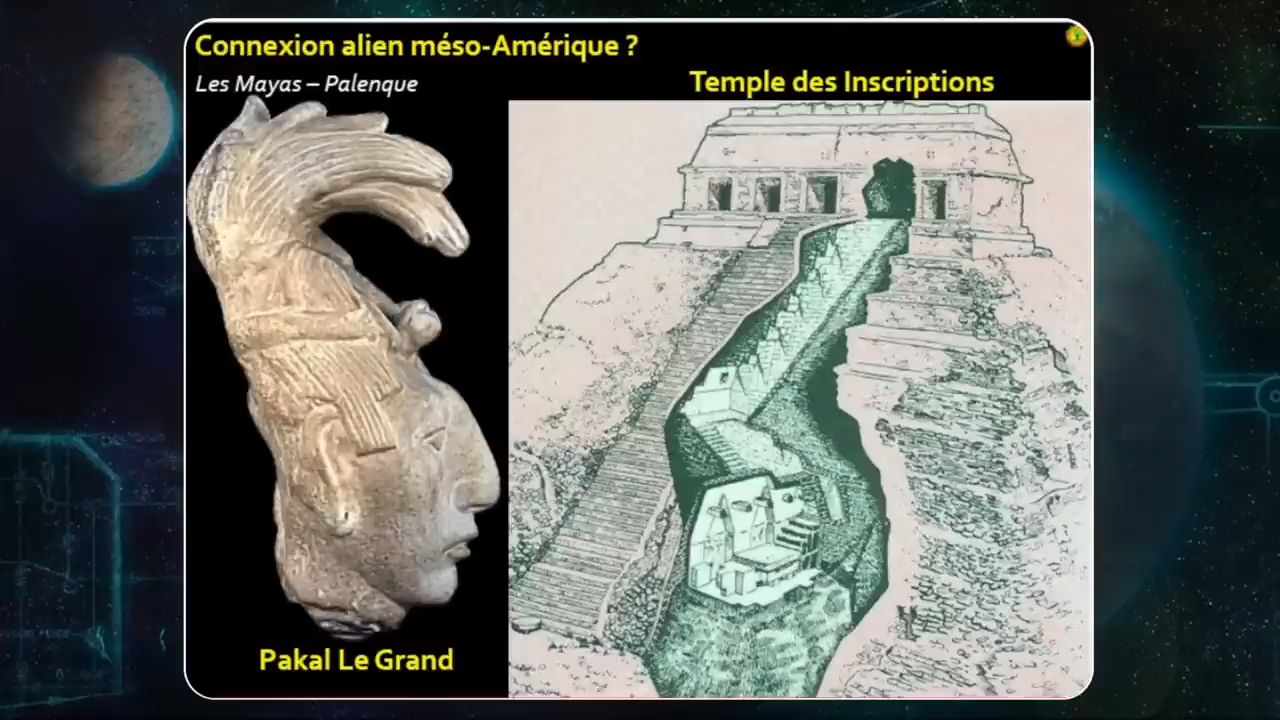 Connexion alien méso-Amérique ?
Les Mayas – Palenque
Temple des Inscriptions
Pakal Le Grand